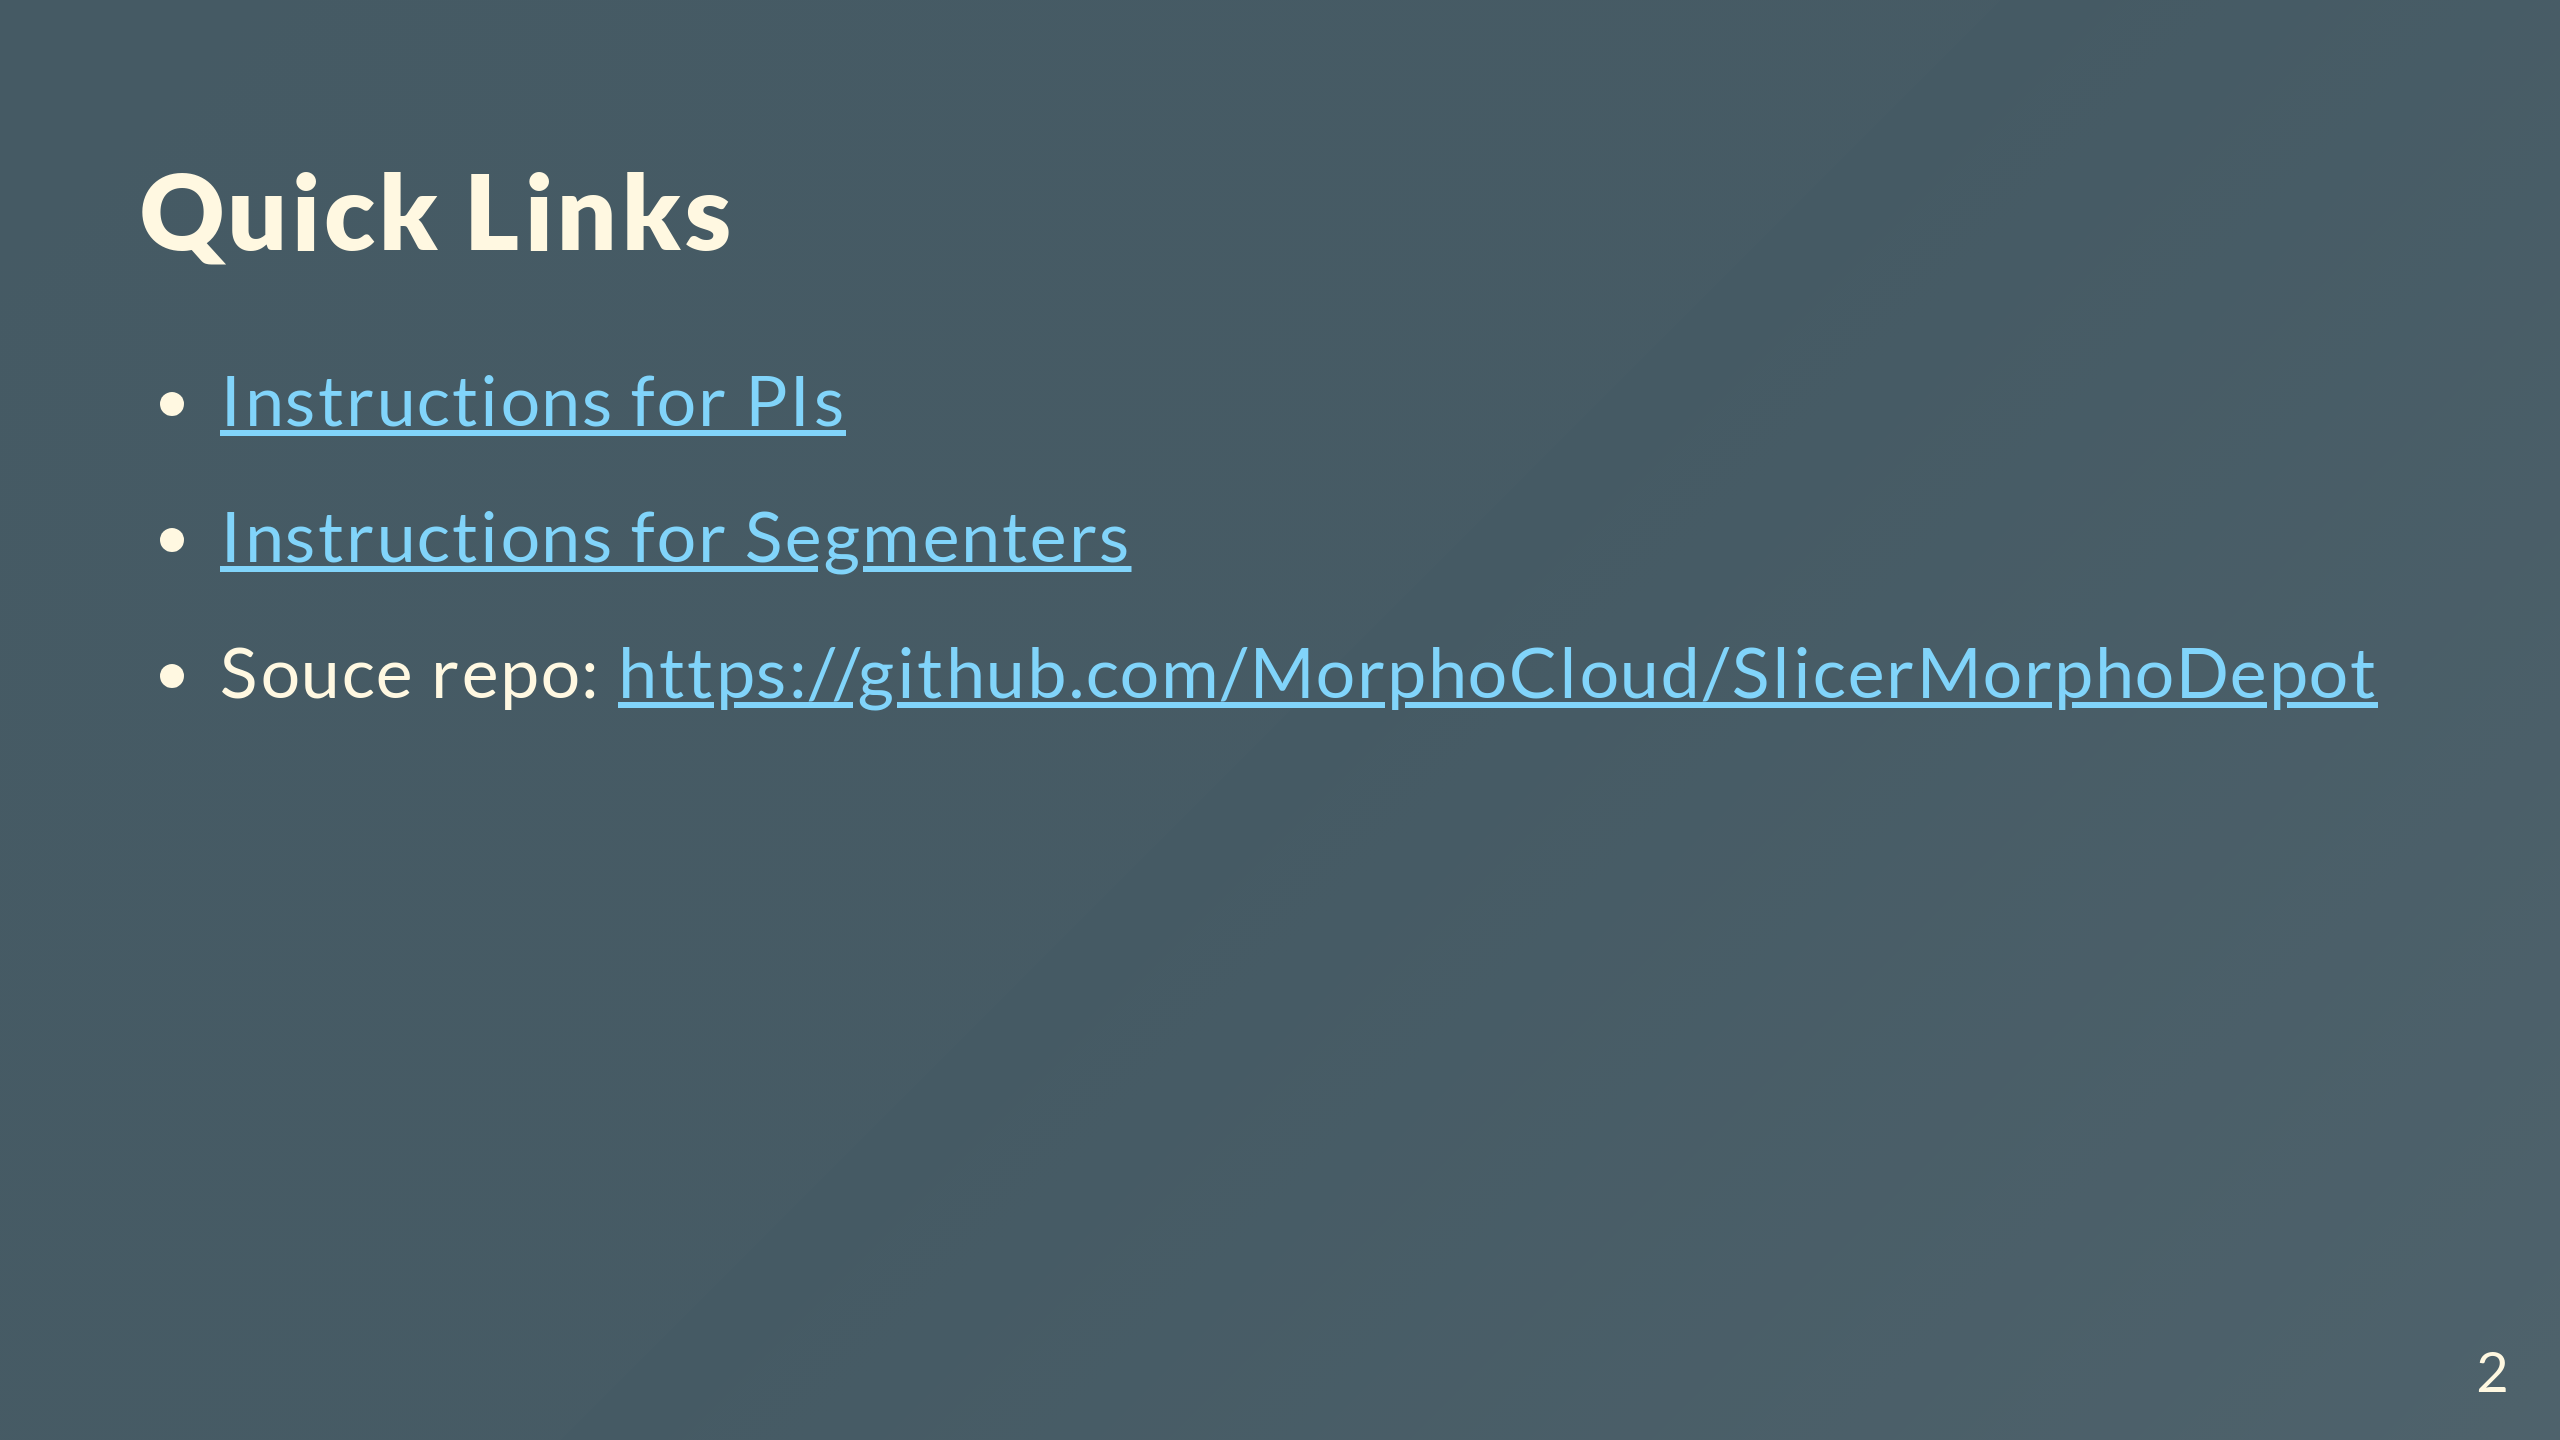 Quick Links
• Instructions for PIs
• Instructions for Segmenters
• Souce repo: https://github.com/MorphoCloud/SlicerMorphoDepot
2